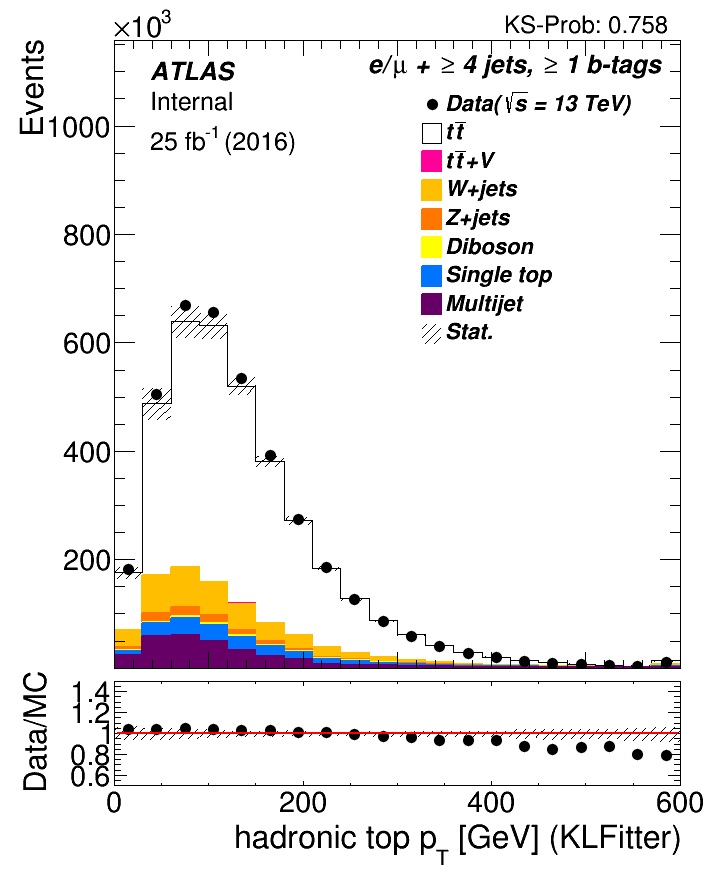 ×10³ KS-Prob: 0.758
Events
ATLAS
Internal
25 fb⁻¹ (2016)
e/μ + ≥ 4 jets, ≥ 1 b-tags
Data(√s = 13 TeV)
tt̅
tt̅+V
W+jets
Z+jets
Diboson
Single top
Multijet
Stat.
1000
800
600
400
200
Data/MC
1.4
1.2
1
0.8
0.6
0 200 400 600
hadronic top p_T [GeV] (KLFitter)